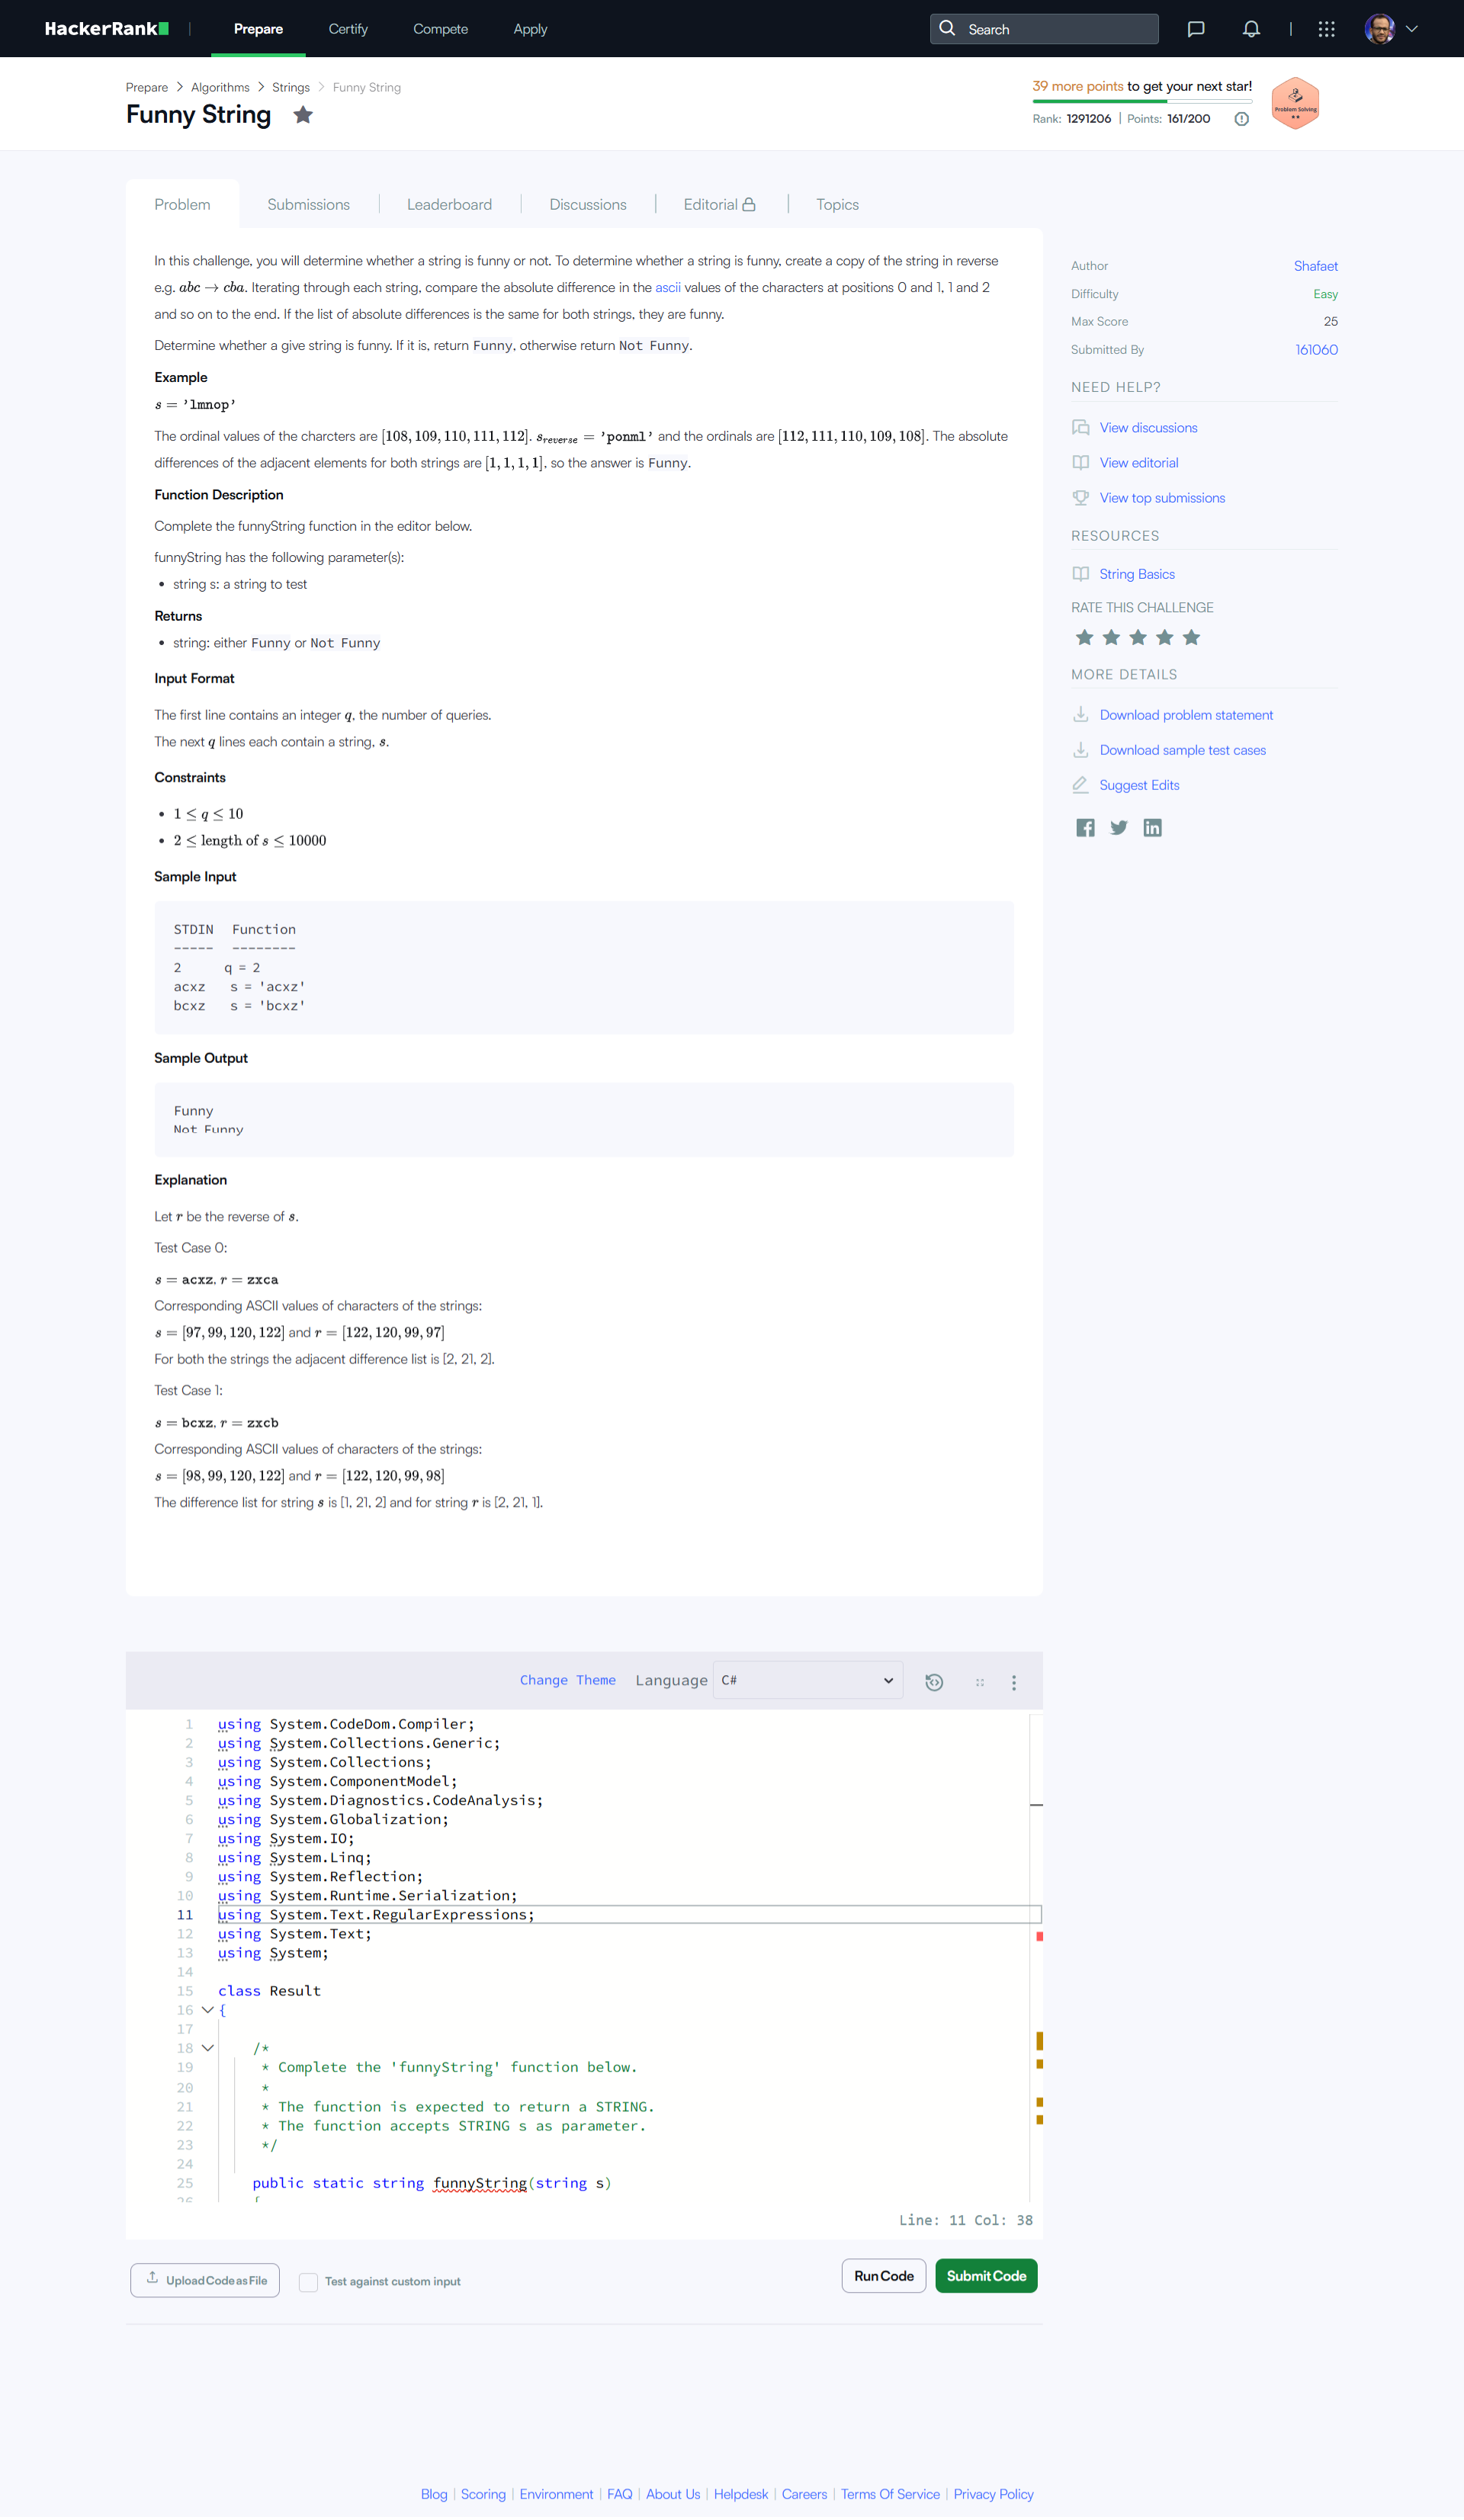 HackerRank
Prepare
Certify
Compete
Apply
Search
Prepare > Algorithms > Strings > Funny String
Funny String
39 more points to get your next star!
Rank: 1291206 | Points: 161/200
Problem Solving
Problem
Submissions
Leaderboard
Discussions
Editorial
Topics
In this challenge, you will determine whether a string is funny or not. To determine whether a string is funny, create a copy of the string in reverse
e.g. abc → cba. Iterating through each string, compare the absolute difference in the ascii values of the characters at positions 0 and 1, 1 and 2
and so on to the end. If the list of absolute differences is the same for both strings, they are funny.
Determine whether a give string is funny. If it is, return Funny, otherwise return Not Funny.
Example
s = 'lmnop'
The ordinal values of the charcters are [108, 109, 110, 111, 112]. s_reverse = 'ponml' and the ordinals are [112, 111, 110, 109, 108]. The absolute
differences of the adjacent elements for both strings are [1, 1, 1, 1], so the answer is Funny.
Function Description
Complete the funnyString function in the editor below.
funnyString has the following parameter(s):
• string s: a string to test
Returns
• string: either Funny or Not Funny
Input Format
The first line contains an integer q, the number of queries.
The next q lines each contain a string, s.
Constraints
• 1 ≤ q ≤ 10
• 2 ≤ length of s ≤ 10000
Sample Input
STDIN Function
----- --------
2 q = 2
acxz s = 'acxz'
bcxz s = 'bcxz'
Sample Output
Funny
Not Funny
Explanation
Let r be the reverse of s.
Test Case 0:
s = acxz, r = zxca
Corresponding ASCII values of characters of the strings:
s = [97, 99, 120, 122] and r = [122, 120, 99, 97]
For both the strings the adjacent difference list is [2, 21, 2].
Test Case 1:
s = bcxz, r = zxcb
Corresponding ASCII values of characters of the strings:
s = [98, 99, 120, 122] and r = [122, 120, 99, 98]
The difference list for string s is [1, 21, 2] and for string r is [2, 21, 1].
Author Shafaet
Difficulty Easy
Max Score 25
Submitted By 161060
NEED HELP?
View discussions
View editorial
View top submissions
RESOURCES
String Basics
RATE THIS CHALLENGE
MORE DETAILS
Download problem statement
Download sample test cases
Suggest Edits
Change Theme Language C#
1 using System.CodeDom.Compiler;
2 using System.Collections.Generic;
3 using System.Collections;
4 using System.ComponentModel;
5 using System.Diagnostics.CodeAnalysis;
6 using System.Globalization;
7 using System.IO;
8 using System.Linq;
9 using System.Reflection;
10 using System.Runtime.Serialization;
11 using System.Text.RegularExpressions;
12 using System.Text;
13 using System;
14
15 class Result
16 {
17
18 /*
19 * Complete the 'funnyString' function below.
20 *
21 * The function is expected to return a STRING.
22 * The function accepts STRING s as parameter.
23 */
24
25 public static string funnyString(string s)
26 {
Line: 11 Col: 38
Upload Code as File
Test against custom input
Run Code
Submit Code
Blog | Scoring | Environment | FAQ | About Us | Helpdesk | Careers | Terms Of Service | Privacy Policy